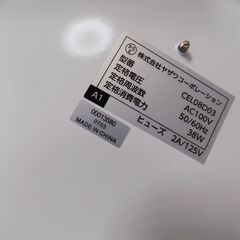 株式会社ヤザワコーポレーション
型番 CEL08D03
定格電圧 AC100V
定格周波数 50/60Hz
定格消費電力 38W
ヒューズ 2A/125V
A1
00013580
0703
MADE IN CHINA